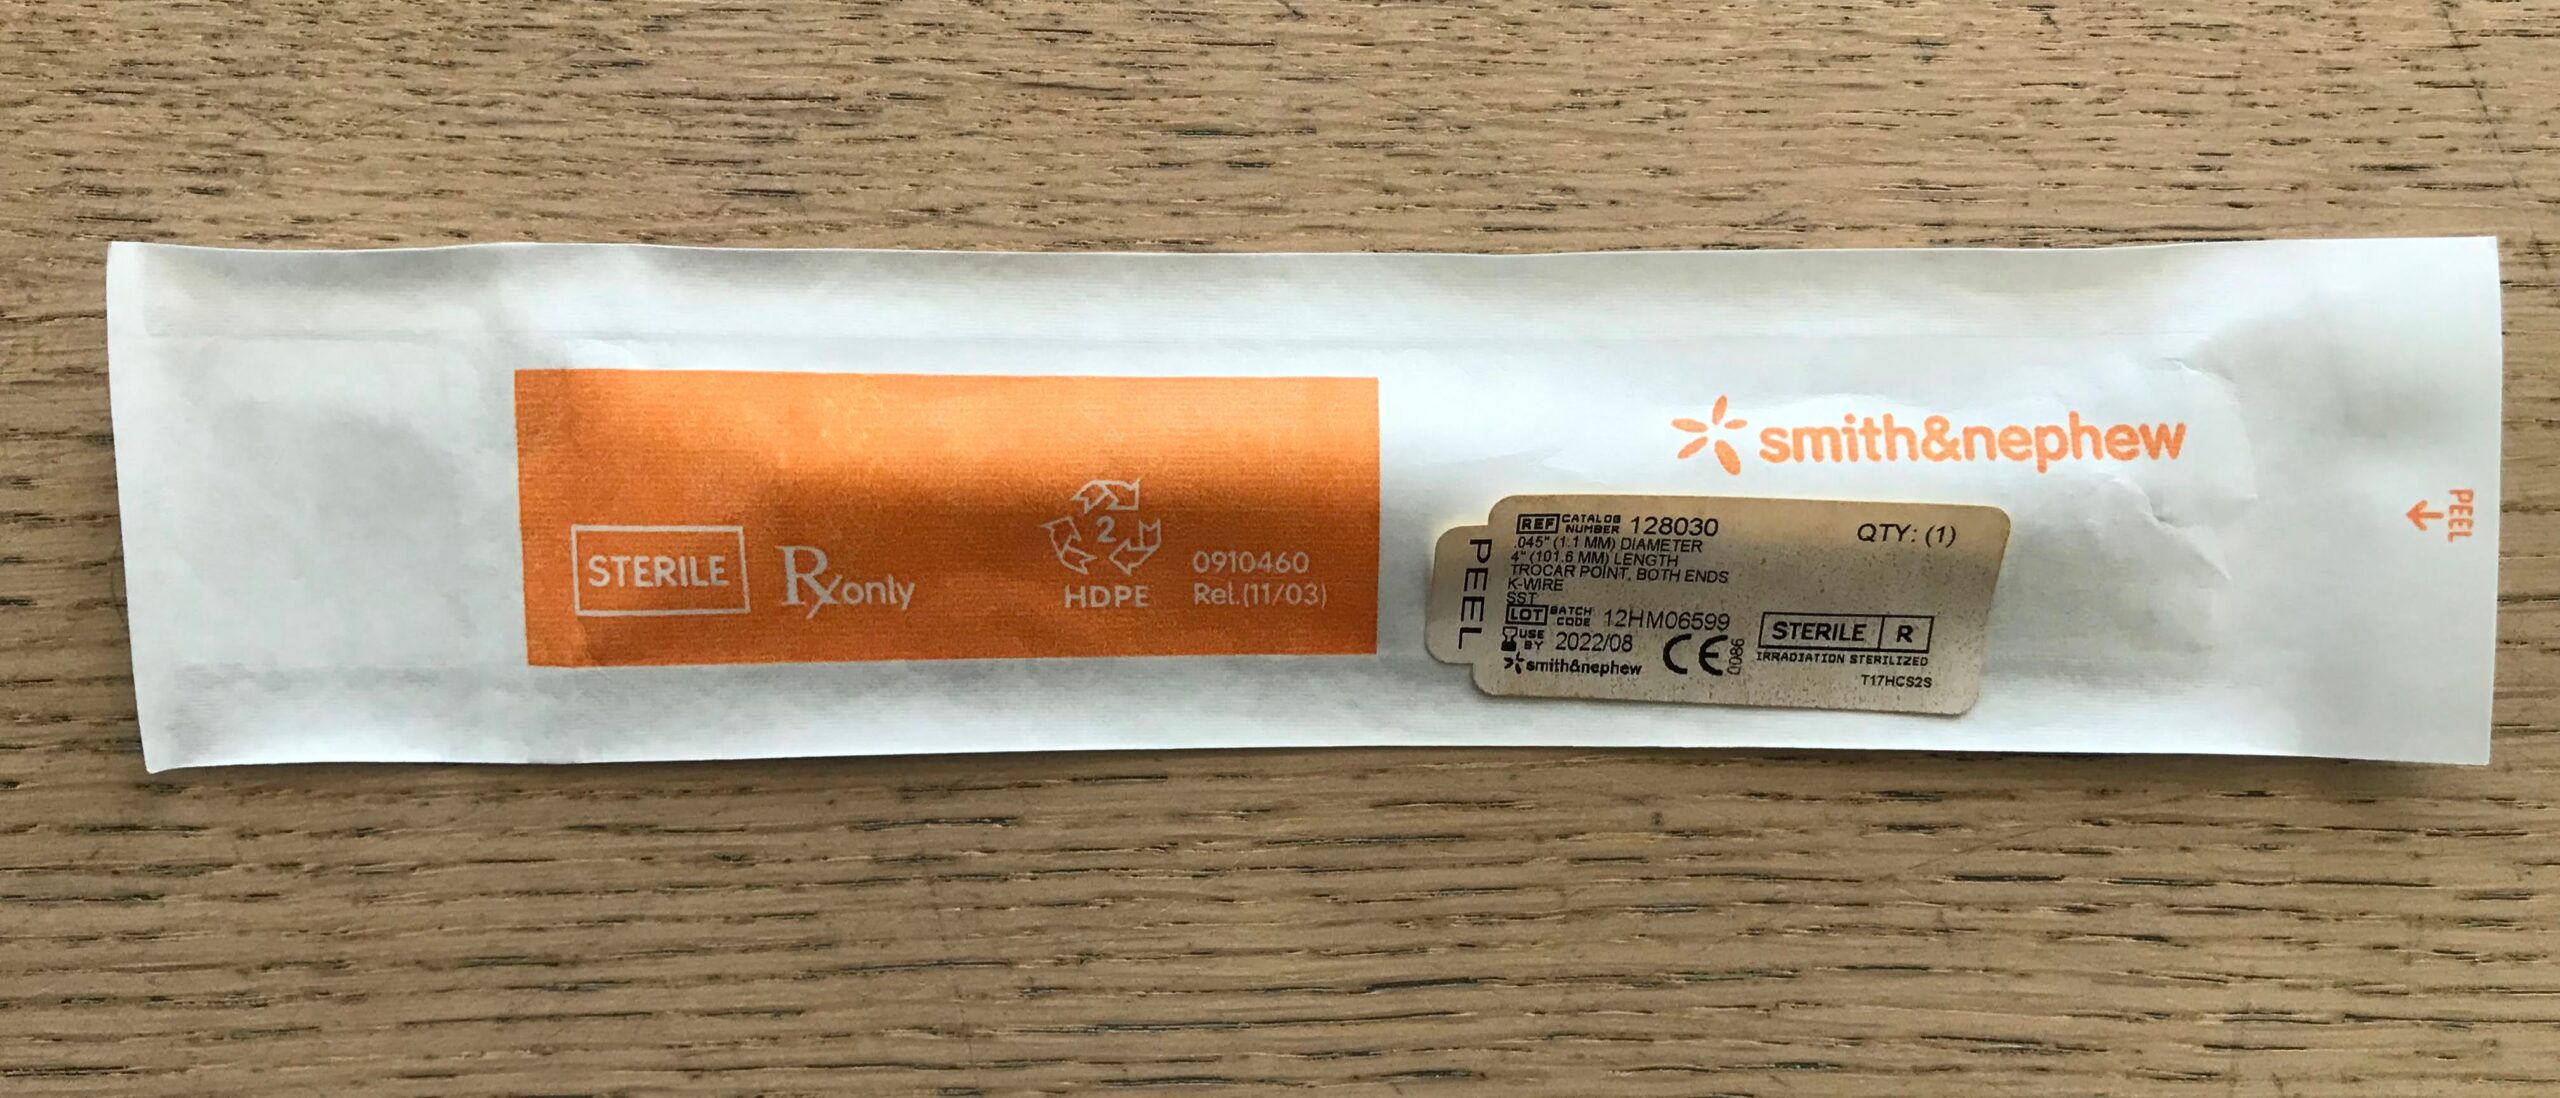 STERILE
Rx only
2
HDPE
0910460
Rel.(11/03)
smith&nephew
PEEL
PEEL
REF CATALOG NUMBER 128030
QTY: (1)
.045" (1.1 MM) DIAMETER
4" (101.6 MM) LENGTH
TROCAR POINT, BOTH ENDS
K-WIRE
SST
LOT BATCH CODE 12HM06599
USE BY 2022/08
smith&nephew
CE 0086
STERILE R
IRRADIATION STERILIZED
T17HCS2S